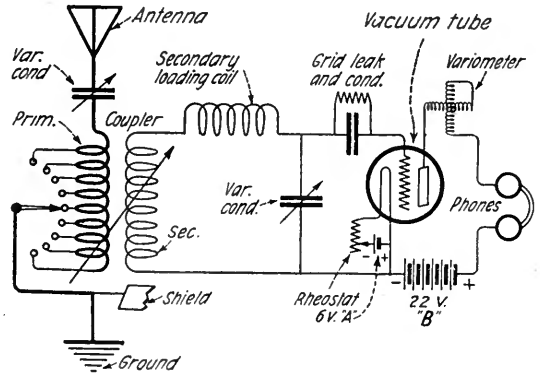 Antenna
Vacuum tube
Var.
cond
Secondary
loading coil
Grid leak
and cond.
Variometer
Prim.
Coupler
Var.
cond.
Phones
Sec.
Shield
Rheostat
6 v. "A"
- +
- +
22 v.
"B"
Ground